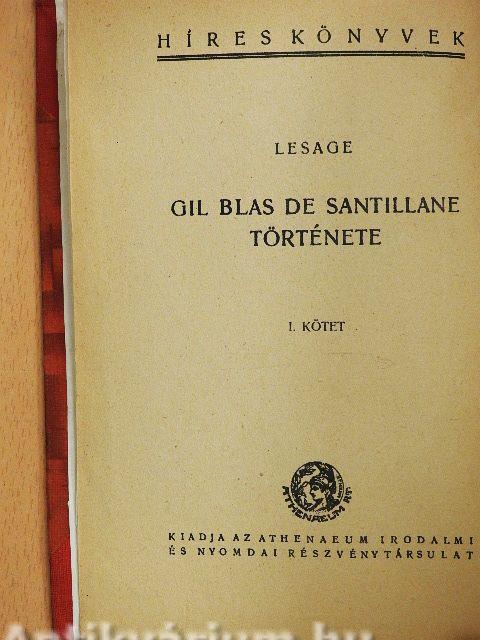 HÍRES KÖNYVEK
LESAGE
GIL BLAS DE SANTILLANE
TÖRTÉNETE
I. KÖTET
ATHENAEUM RT.
KIADJA AZ ATHENAEUM IRODALMI
ÉS NYOMDAI RÉSZVÉNYTÁRSULAT
Antikvárium.hu